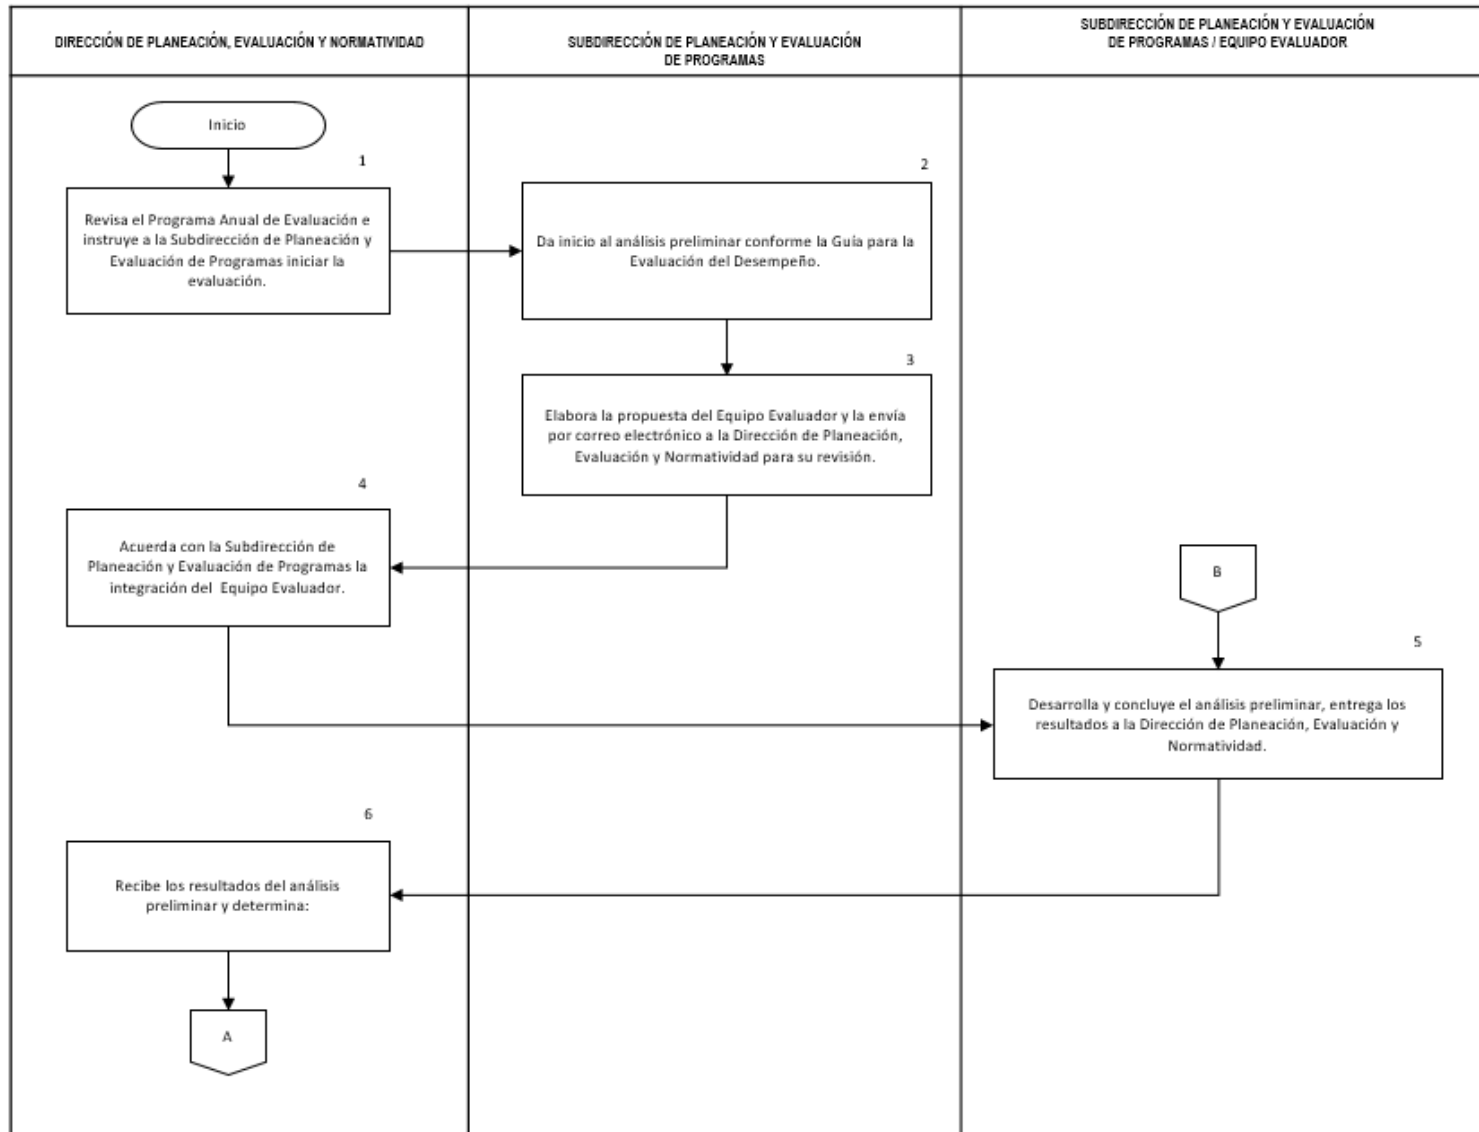 DIRECCIÓN DE PLANEACIÓN, EVALUACIÓN Y NORMATIVIDAD
SUBDIRECCIÓN DE PLANEACIÓN Y EVALUACIÓN
DE PROGRAMAS
SUBDIRECCIÓN DE PLANEACIÓN Y EVALUACIÓN
DE PROGRAMAS / EQUIPO EVALUADOR
Inicio
1
Revisa el Programa Anual de Evaluación e
instruye a la Subdirección de Planeación y
Evaluación de Programas iniciar la
evaluación.
2
Da inicio al análisis preliminar conforme la Guía para la
Evaluación del Desempeño.
3
Elabora la propuesta del Equipo Evaluador y la envía
por correo electrónico a la Dirección de Planeación,
Evaluación y Normatividad para su revisión.
4
Acuerda con la Subdirección de
Planeación y Evaluación de Programas la
integración del Equipo Evaluador.
B
5
Desarrolla y concluye el análisis preliminar, entrega los
resultados a la Dirección de Planeación, Evaluación y
Normatividad.
6
Recibe los resultados del análisis
preliminar y determina:
A